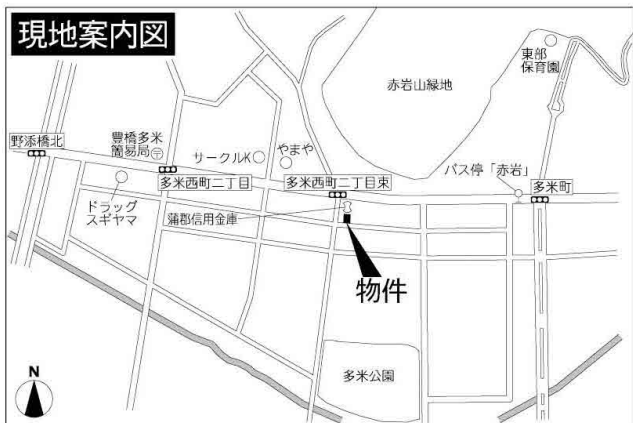 現地案内図
東部
保育園
赤岩山緑地
野添橋北
豊橋多米
簡易局〒
サークルK
やまや
バス停「赤岩」
多米西町二丁目
多米西町二丁目東
多米町
ドラッグ
スギヤマ
蒲郡信用金庫
物件
多米公園
N